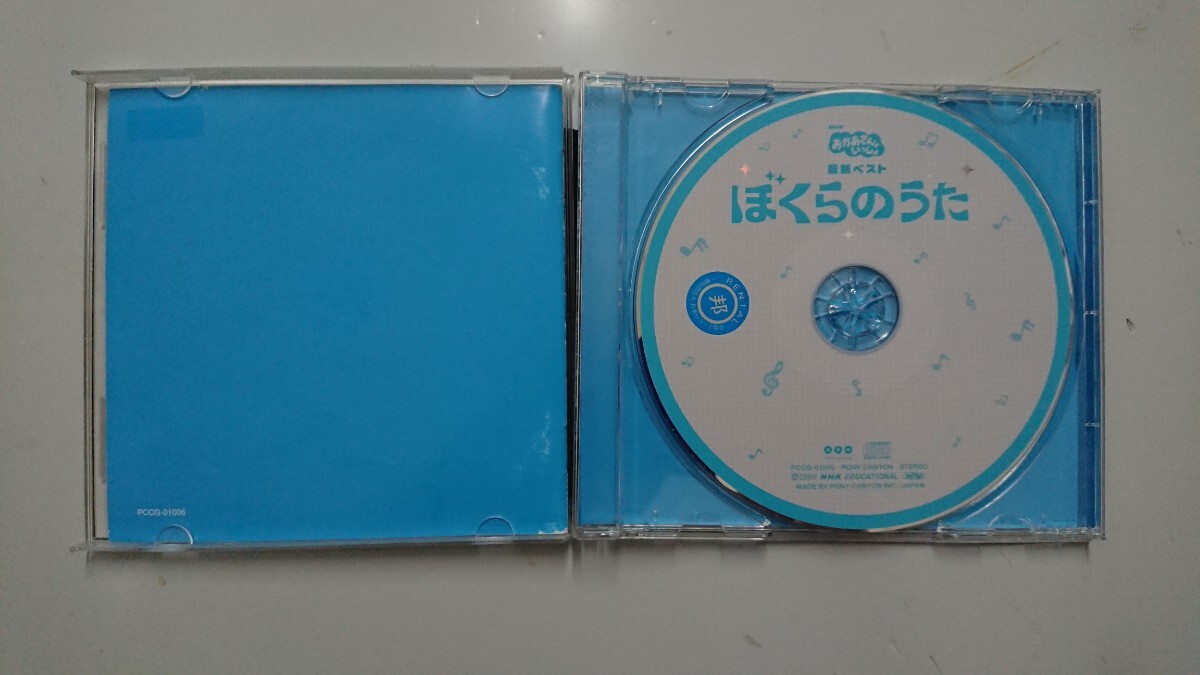 PCCG-01006
NHK
おかあさんといっしょ
最新ベスト
ぼくらのうた
RENTAL
邦
PCCG-01006 PONY CANYON STEREO
NHK EDUCATIONAL
MADE BY PONY CANYON INC., JAPAN